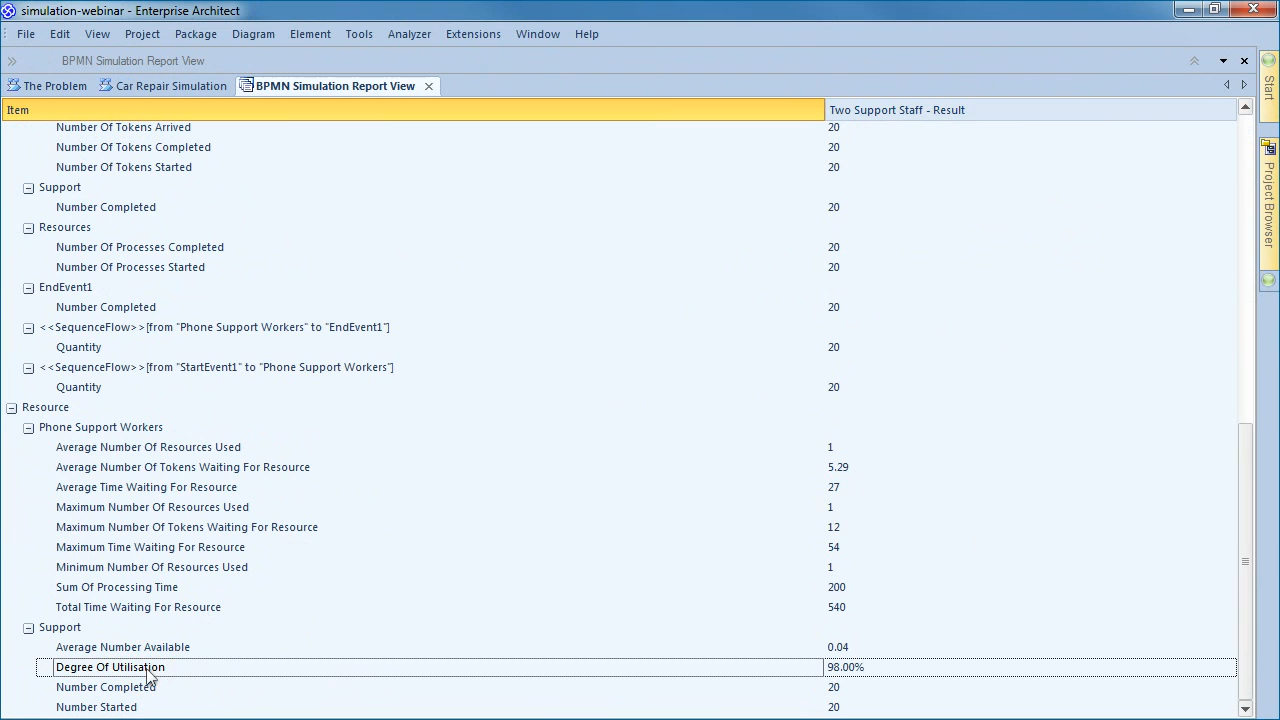 simulation-webinar - Enterprise Architect
File Edit View Project Package Diagram Element Tools Analyzer Extensions Window Help
BPMN Simulation Report View
The Problem Car Repair Simulation BPMN Simulation Report View
Item Two Support Staff - Result
Number Of Tokens Arrived 20
Number Of Tokens Completed 20
Number Of Tokens Started 20
Support
Number Completed 20
Resources
Number Of Processes Completed 20
Number Of Processes Started 20
EndEvent1
Number Completed 20
<<SequenceFlow>>[from "Phone Support Workers" to "EndEvent1"]
Quantity 20
<<SequenceFlow>>[from "StartEvent1" to "Phone Support Workers"]
Quantity 20
Resource
Phone Support Workers
Average Number Of Resources Used 1
Average Number Of Tokens Waiting For Resource 5.29
Average Time Waiting For Resource 27
Maximum Number Of Resources Used 1
Maximum Number Of Tokens Waiting For Resource 12
Maximum Time Waiting For Resource 54
Minimum Number Of Resources Used 1
Sum Of Processing Time 200
Total Time Waiting For Resource 540
Support
Average Number Available 0.04
Degree Of Utilisation 98.00%
Number Completed 20
Number Started 20
Start
Project Browser